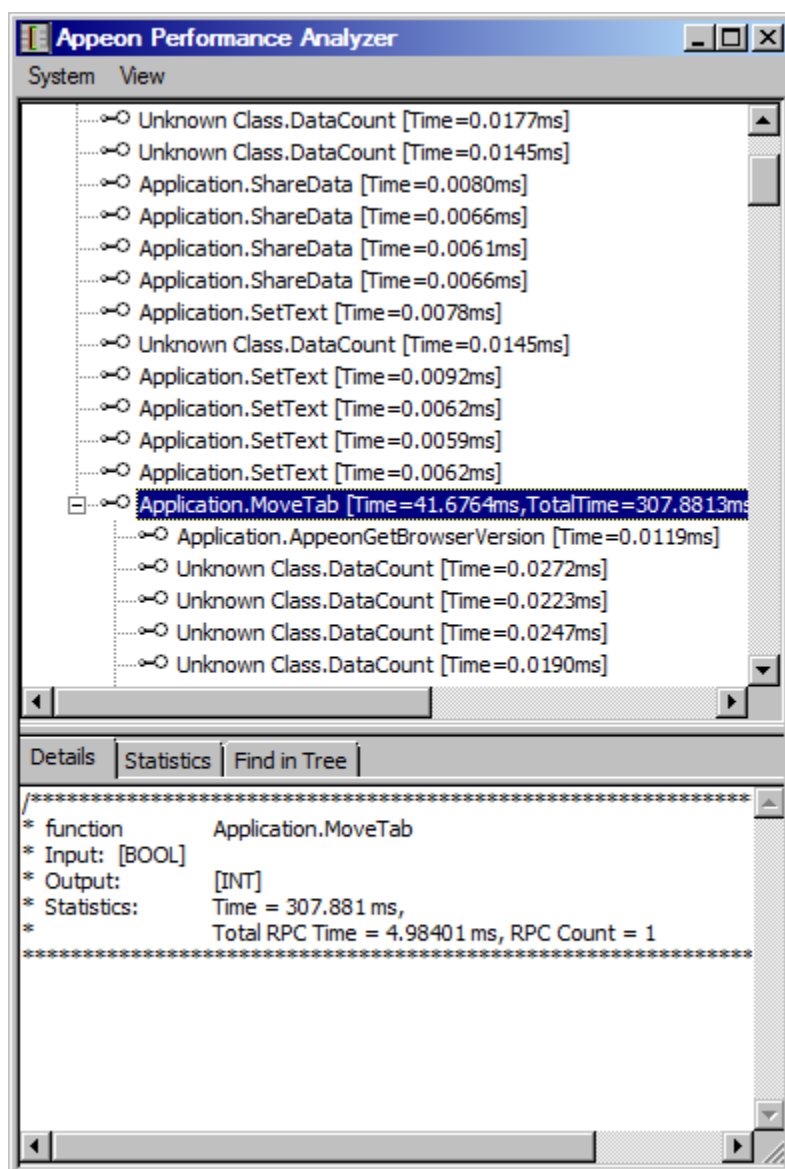 Appeon Performance Analyzer
System View
Unknown Class.DataCount [Time=0.0177ms]
Unknown Class.DataCount [Time=0.0145ms]
Application.ShareData [Time=0.0080ms]
Application.ShareData [Time=0.0066ms]
Application.ShareData [Time=0.0061ms]
Application.ShareData [Time=0.0066ms]
Application.SetText [Time=0.0078ms]
Unknown Class.DataCount [Time=0.0145ms]
Application.SetText [Time=0.0092ms]
Application.SetText [Time=0.0062ms]
Application.SetText [Time=0.0059ms]
Application.SetText [Time=0.0062ms]
Application.MoveTab [Time=41.6764ms,TotalTime=307.8813ms
Application.AppeonGetBrowserVersion [Time=0.0119ms]
Unknown Class.DataCount [Time=0.0272ms]
Unknown Class.DataCount [Time=0.0223ms]
Unknown Class.DataCount [Time=0.0247ms]
Unknown Class.DataCount [Time=0.0190ms]
Details Statistics Find in Tree
/************************************************************
* function Application.MoveTab
* Input: [BOOL]
* Output: [INT]
* Statistics: Time = 307.881 ms,
* Total RPC Time = 4.98401 ms, RPC Count = 1
*************************************************************